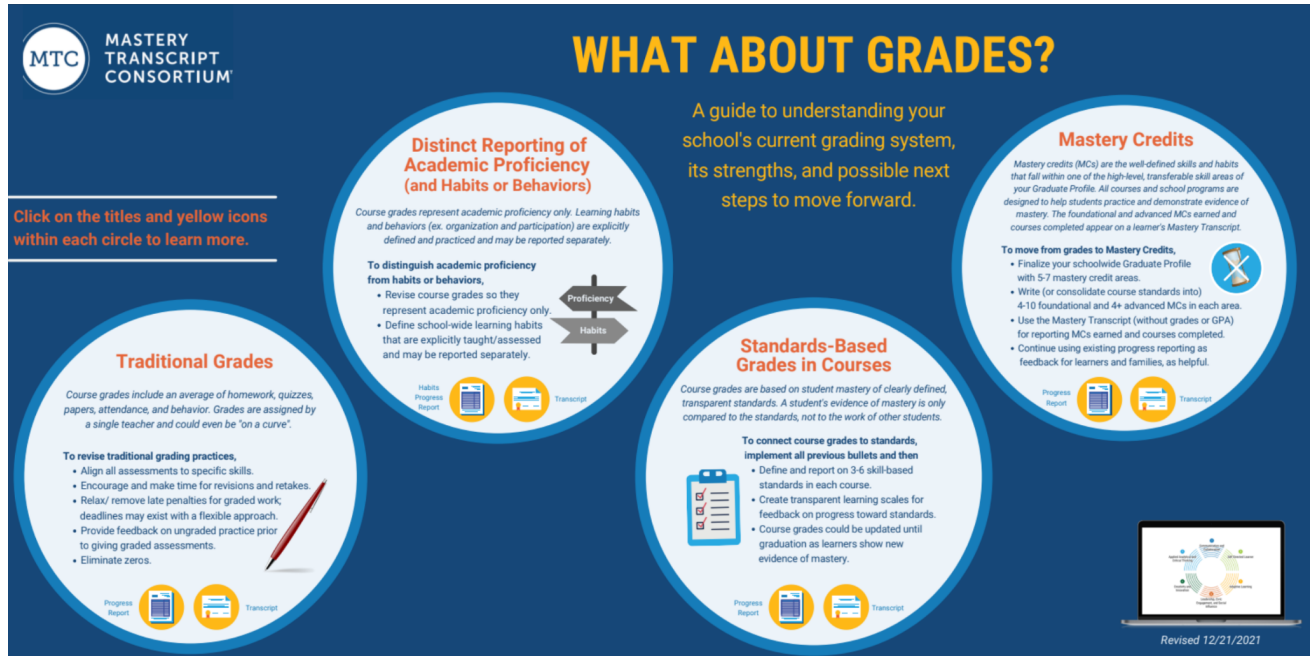 MTC
MASTERY
TRANSCRIPT
CONSORTIUM
WHAT ABOUT GRADES?
A guide to understanding your
school's current grading system,
its strengths, and possible next
steps to move forward.
Click on the titles and yellow icons
within each circle to learn more.
Traditional Grades
Course grades include an average of homework, quizzes,
papers, attendance, and behavior. Grades are assigned by
a single teacher and could even be "on a curve".
To revise traditional grading practices,
• Align all assessments to specific skills.
• Encourage and make time for revisions and retakes.
• Relax/ remove late penalties for graded work;
deadlines may exist with a flexible approach.
• Provide feedback on ungraded practice prior
to giving graded assessments.
• Eliminate zeros.
Progress
Report
Transcript
Distinct Reporting of
Academic Proficiency
(and Habits or Behaviors)
Course grades represent academic proficiency only. Learning habits
and behaviors (ex. organization and participation) are explicitly
defined and practiced and may be reported separately.
To distinguish academic proficiency
from habits or behaviors,
• Revise course grades so they
represent academic proficiency only.
• Define school-wide learning habits
that are explicitly taught/assessed
and may be reported separately.
Proficiency
Habits
Habits
Progress
Report
Transcript
Standards-Based
Grades in Courses
Course grades are based on student mastery of clearly defined,
transparent standards. A student's evidence of mastery is only
compared to the standards, not to the work of other students.
To connect course grades to standards,
implement all previous bullets and then
• Define and report on 3-6 skill-based
standards in each course.
• Create transparent learning scales for
feedback on progress toward standards.
• Course grades could be updated until
graduation as learners show new
evidence of mastery.
Progress
Report
Transcript
Mastery Credits
Mastery credits (MCs) are the well-defined skills and habits
that fall within one of the high-level, transferable skill areas of
your Graduate Profile. All courses and school programs are
designed to help students practice and demonstrate evidence of
mastery. The foundational and advanced MCs earned and
courses completed appear on a learner's Mastery Transcript.
To move from grades to Mastery Credits,
• Finalize your schoolwide Graduate Profile
with 5-7 mastery credit areas.
• Write (or consolidate course standards into)
4-10 foundational and 4+ advanced MCs in each area.
• Use the Mastery Transcript (without grades or GPA)
for reporting MCs earned and courses completed.
• Continue using existing progress reporting as
feedback for learners and families, as helpful.
Progress
Report
Transcript
Revised 12/21/2021